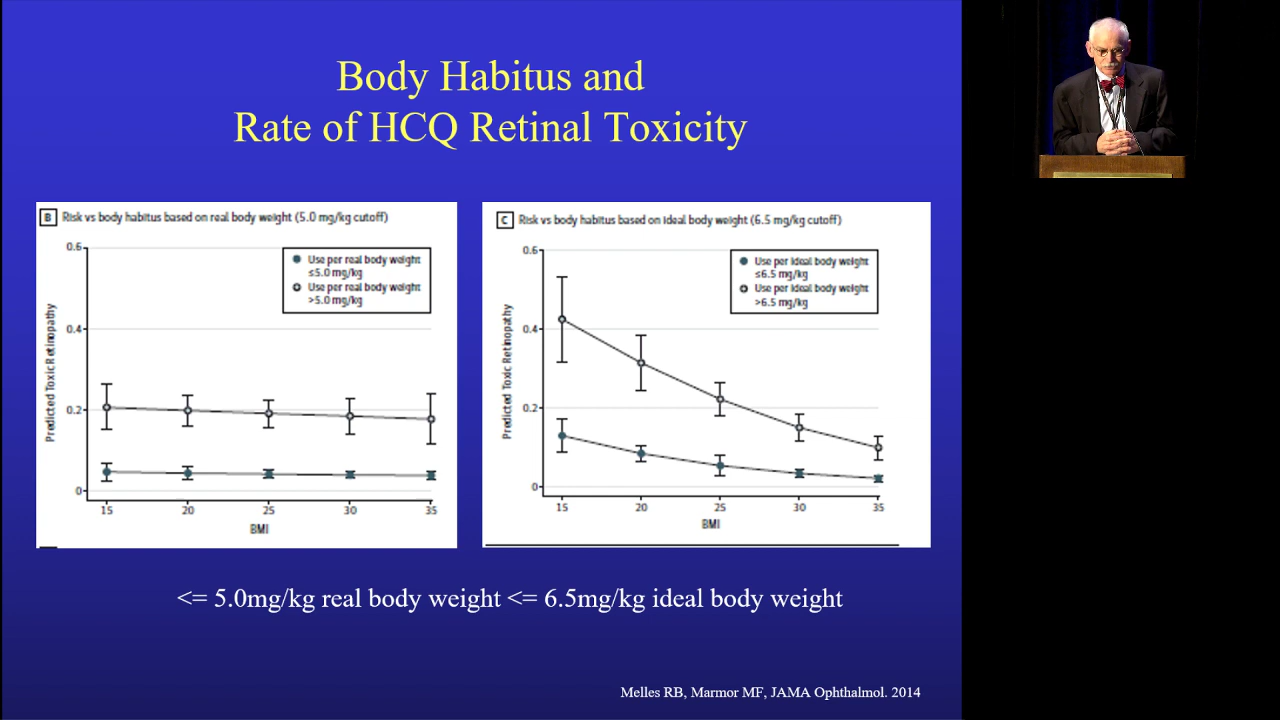 Body Habitus and
Rate of HCQ Retinal Toxicity
B Risk vs body habitus based on real body weight (5.0 mg/kg cutoff)
0.6
0.4
0.2
0
Predicted Toxic Retinopathy
Use per real body weight
≤5.0 mg/kg
Use per real body weight
>5.0 mg/kg
15 20 25 30 35
BMI
C Risk vs body habitus based on ideal body weight (6.5 mg/kg cutoff)
0.6
0.4
0.2
0
Predicted Toxic Retinopathy
Use per ideal body weight
≤6.5 mg/kg
Use per ideal body weight
>6.5 mg/kg
15 20 25 30 35
BMI
<= 5.0mg/kg real body weight <= 6.5mg/kg ideal body weight
Melles RB, Marmor MF, JAMA Ophthalmol. 2014